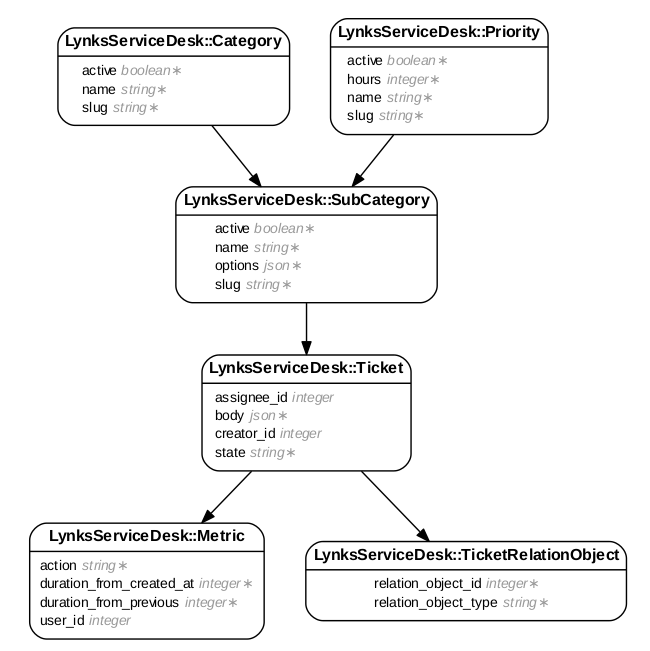 LynksServiceDesk::Category
active boolean∗
name string∗
slug string∗
LynksServiceDesk::Priority
active boolean∗
hours integer∗
name string∗
slug string∗
LynksServiceDesk::SubCategory
active boolean∗
name string∗
options json∗
slug string∗
LynksServiceDesk::Ticket
assignee_id integer
body json∗
creator_id integer
state string∗
LynksServiceDesk::Metric
action string∗
duration_from_created_at integer∗
duration_from_previous integer∗
user_id integer
LynksServiceDesk::TicketRelationObject
relation_object_id integer∗
relation_object_type string∗